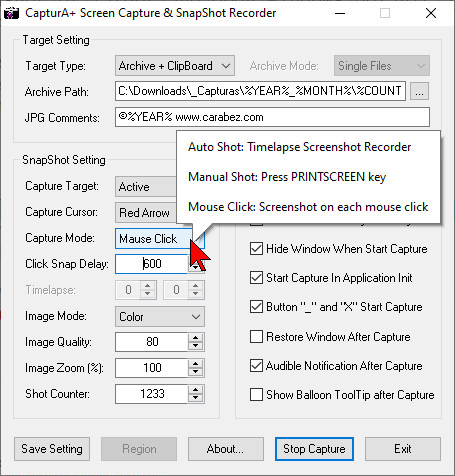 CapturA+ Screen Capture & SnapShot Recorder
Target Setting
Target Type: Archive + ClipBoard Archive Mode: Single Files
Archive Path: C:\Downloads\_Capturas\%YEAR%_%MONTH%\%COUNT ...
JPG Comments: ©%YEAR% www.carabez.com
Auto Shot: Timelapse Screenshot Recorder
Manual Shot: Press PRINTSCREEN key
Mouse Click: Screenshot on each mouse click
SnapShot Setting
Capture Target: Active
Capture Cursor: Red Arrow
Capture Mode: Mause Click
Click Snap Delay: 600
Timelapse: 0 0
Image Mode: Color
Image Quality: 80
Image Zoom (%): 100
Shot Counter: 1233
Hide Window When Start Capture
Start Capture In Application Init
Button "_" and "X" Start Capture
Restore Window After Capture
Audible Notification After Capture
Show Balloon ToolTip after Capture
Save Setting Region About... Stop Capture Exit